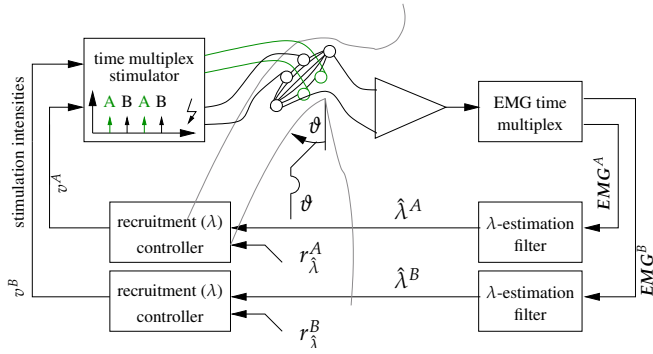 time multiplex
stimulator
A B A B
EMG time
multiplex
stimulation intensities
v^A
v^B
ϑ
ϑ
EMG^A
EMG^B
recruitment (λ)
controller
λ̂^A
λ-estimation
filter
r^A_λ̂
recruitment (λ)
controller
λ̂^B
λ-estimation
filter
r^B_λ̂